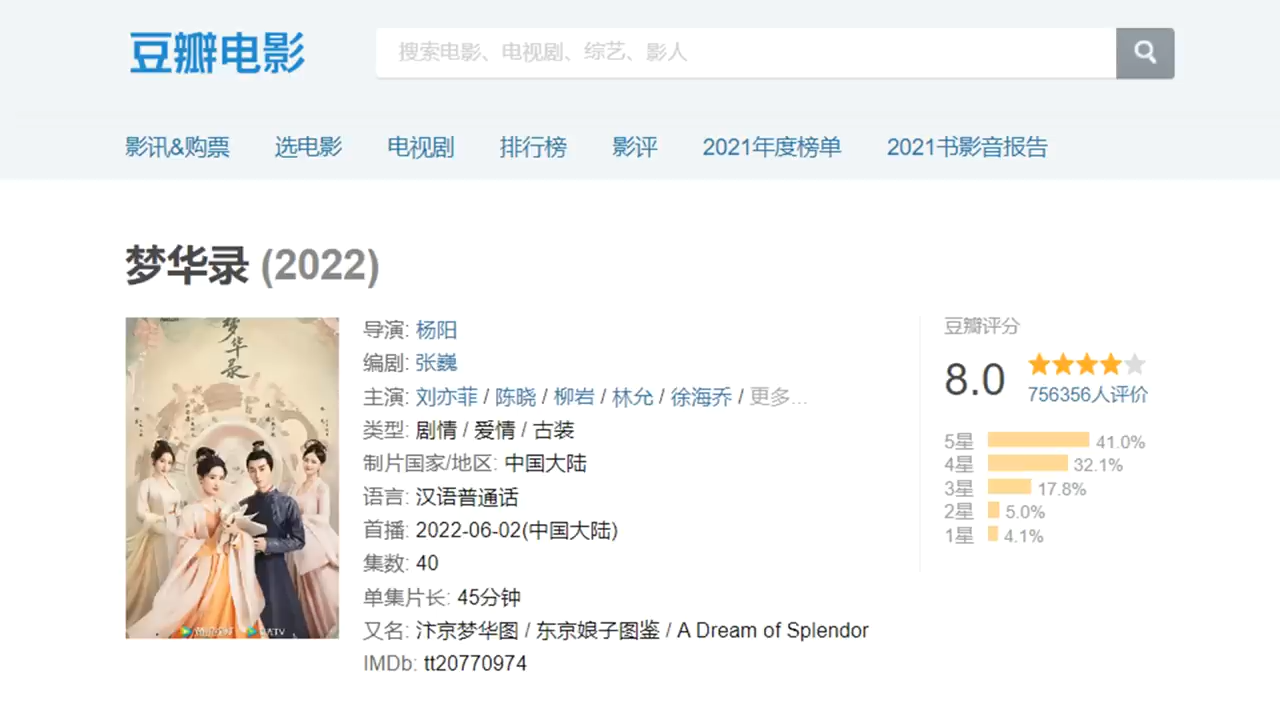 豆瓣电影
搜索电影、电视剧、综艺、影人
影讯&购票 选电影 电视剧 排行榜 影评 2021年度榜单 2021书影音报告
梦华录 (2022)
梦华录
导演: 杨阳
编剧: 张巍
主演: 刘亦菲 / 陈晓 / 柳岩 / 林允 / 徐海乔 / 更多...
类型: 剧情 / 爱情 / 古装
制片国家/地区: 中国大陆
语言: 汉语普通话
首播: 2022-06-02(中国大陆)
集数: 40
单集片长: 45分钟
又名: 汴京梦华图 / 东京娘子图鉴 / A Dream of Splendor
IMDb: tt20770974
豆瓣评分
8.0
756356人评价
5星 41.0%
4星 32.1%
3星 17.8%
2星 5.0%
1星 4.1%